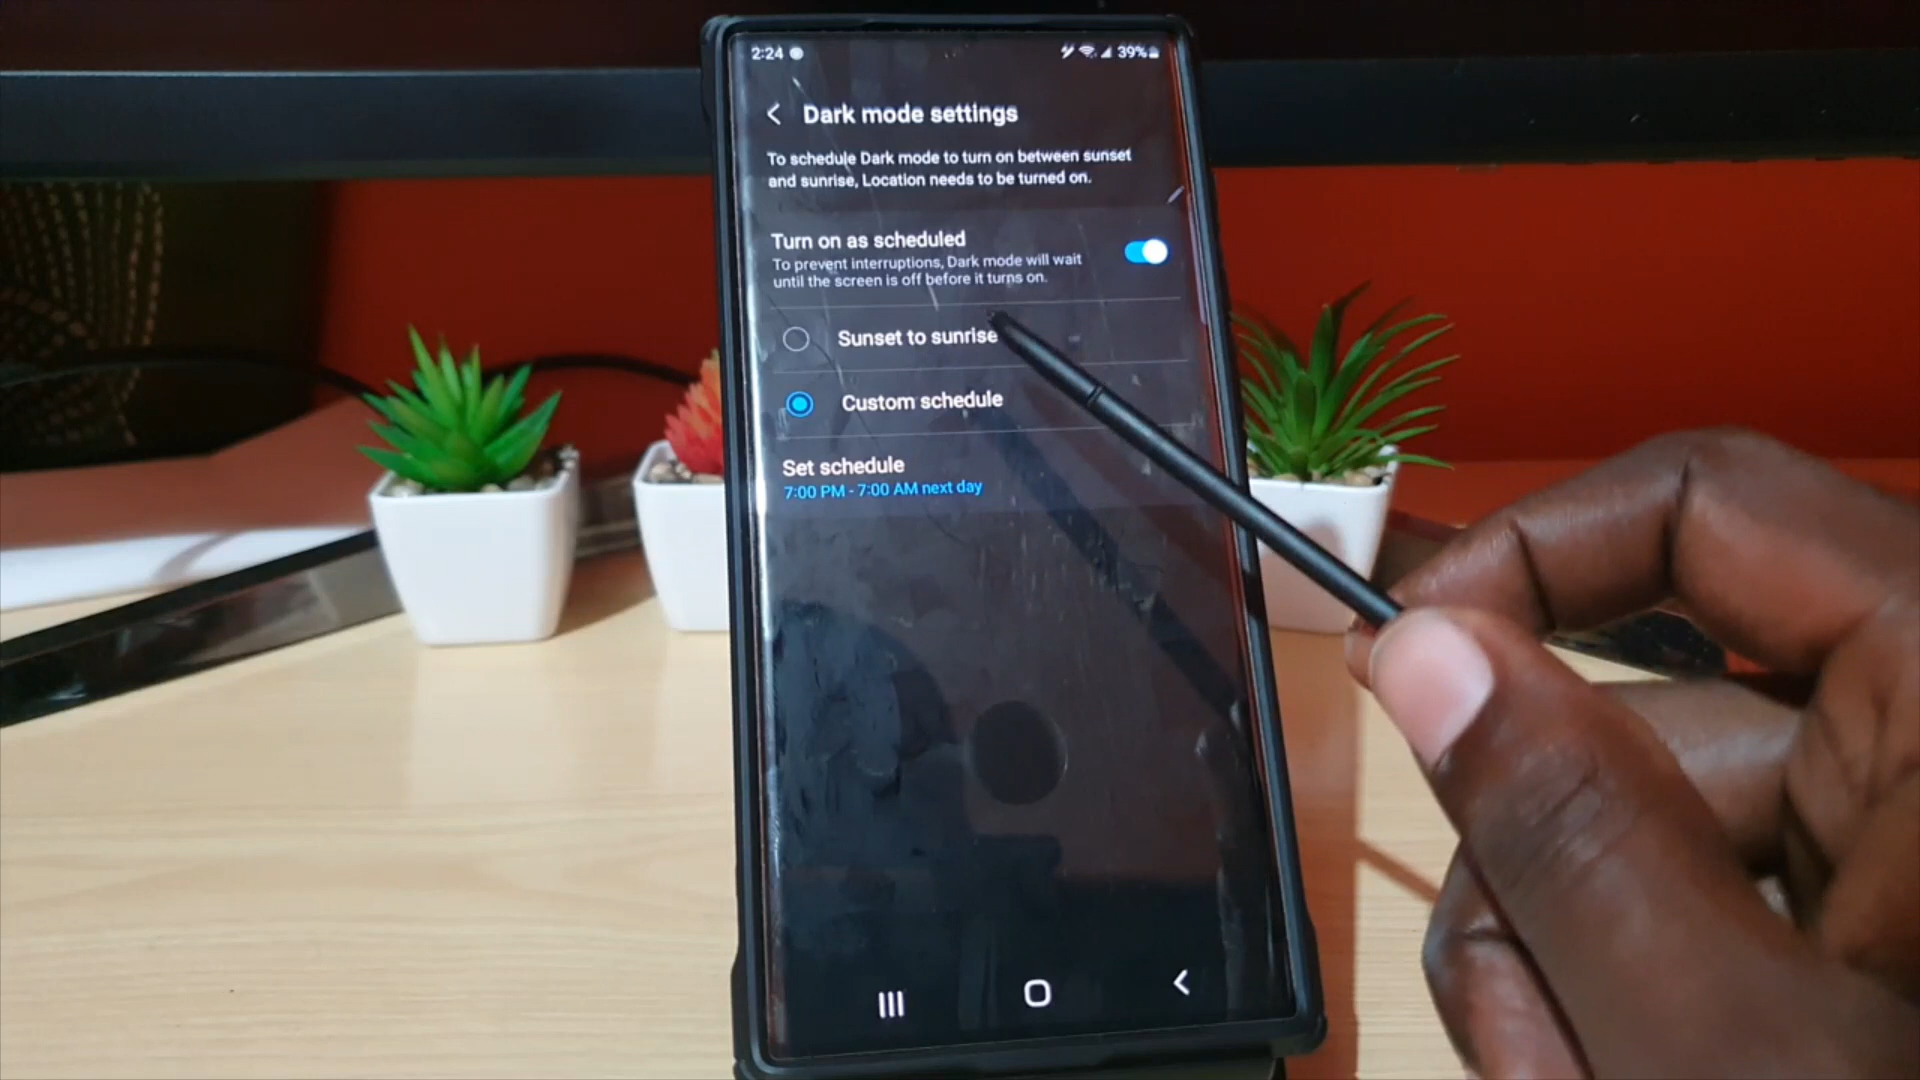 2:24 39%
Dark mode settings
To schedule Dark mode to turn on between sunset
and sunrise, Location needs to be turned on.
Turn on as scheduled
To prevent interruptions, Dark mode will wait
until the screen is off before it turns on.
Sunset to sunrise
Custom schedule
Set schedule
7:00 PM - 7:00 AM next day